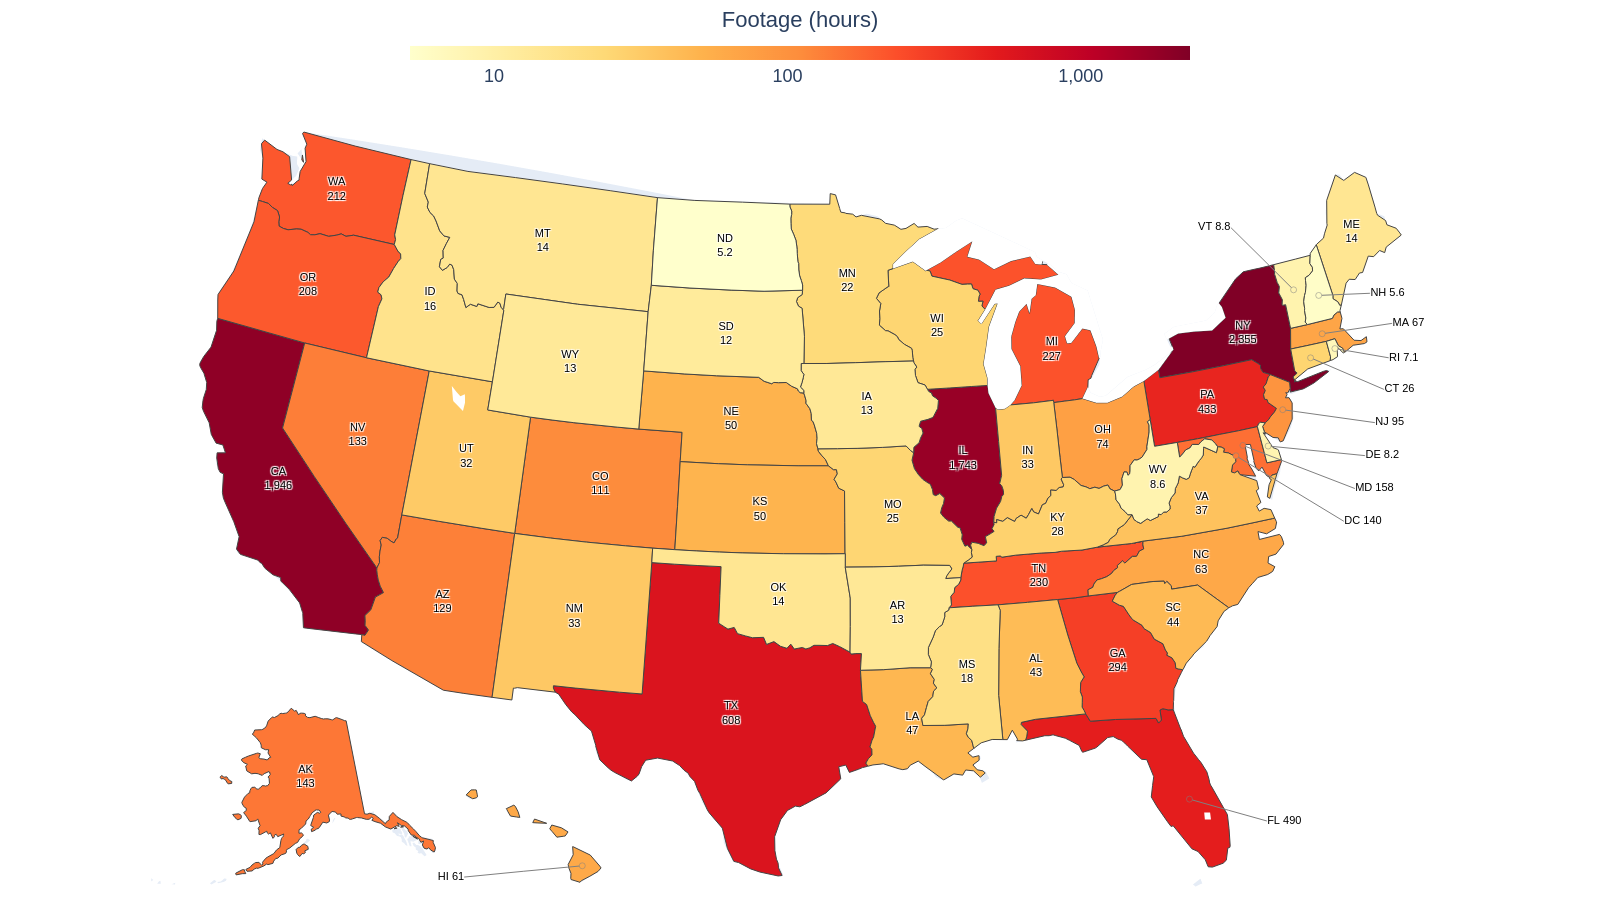 Footage (hours)
10
100
1,000
WA
212
OR
208
CA
1,946
NV
133
ID
16
MT
14
WY
13
UT
32
AZ
129
CO
111
NM
33
ND
5.2
SD
12
NE
50
KS
50
OK
14
TX
608
MN
22
IA
13
MO
25
AR
13
LA
47
WI
25
IL
1,743
MS
18
MI
227
IN
33
KY
28
TN
230
AL
43
OH
74
GA
294
WV
8.6
VA
37
NC
63
SC
44
PA
433
NY
2,355
ME
14
VT 8.8
NH 5.6
MA 67
RI 7.1
CT 26
NJ 95
DE 8.2
MD 158
DC 140
FL 490
AK
143
HI 61